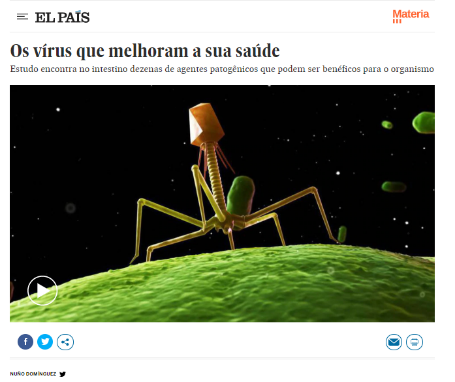 EL PAÍS
Materia
Os vírus que melhoram a sua saúde
Estudo encontra no intestino dezenas de agentes patogênicos que podem ser benéficos para o organismo
NUÑO DOMÍNGUEZ